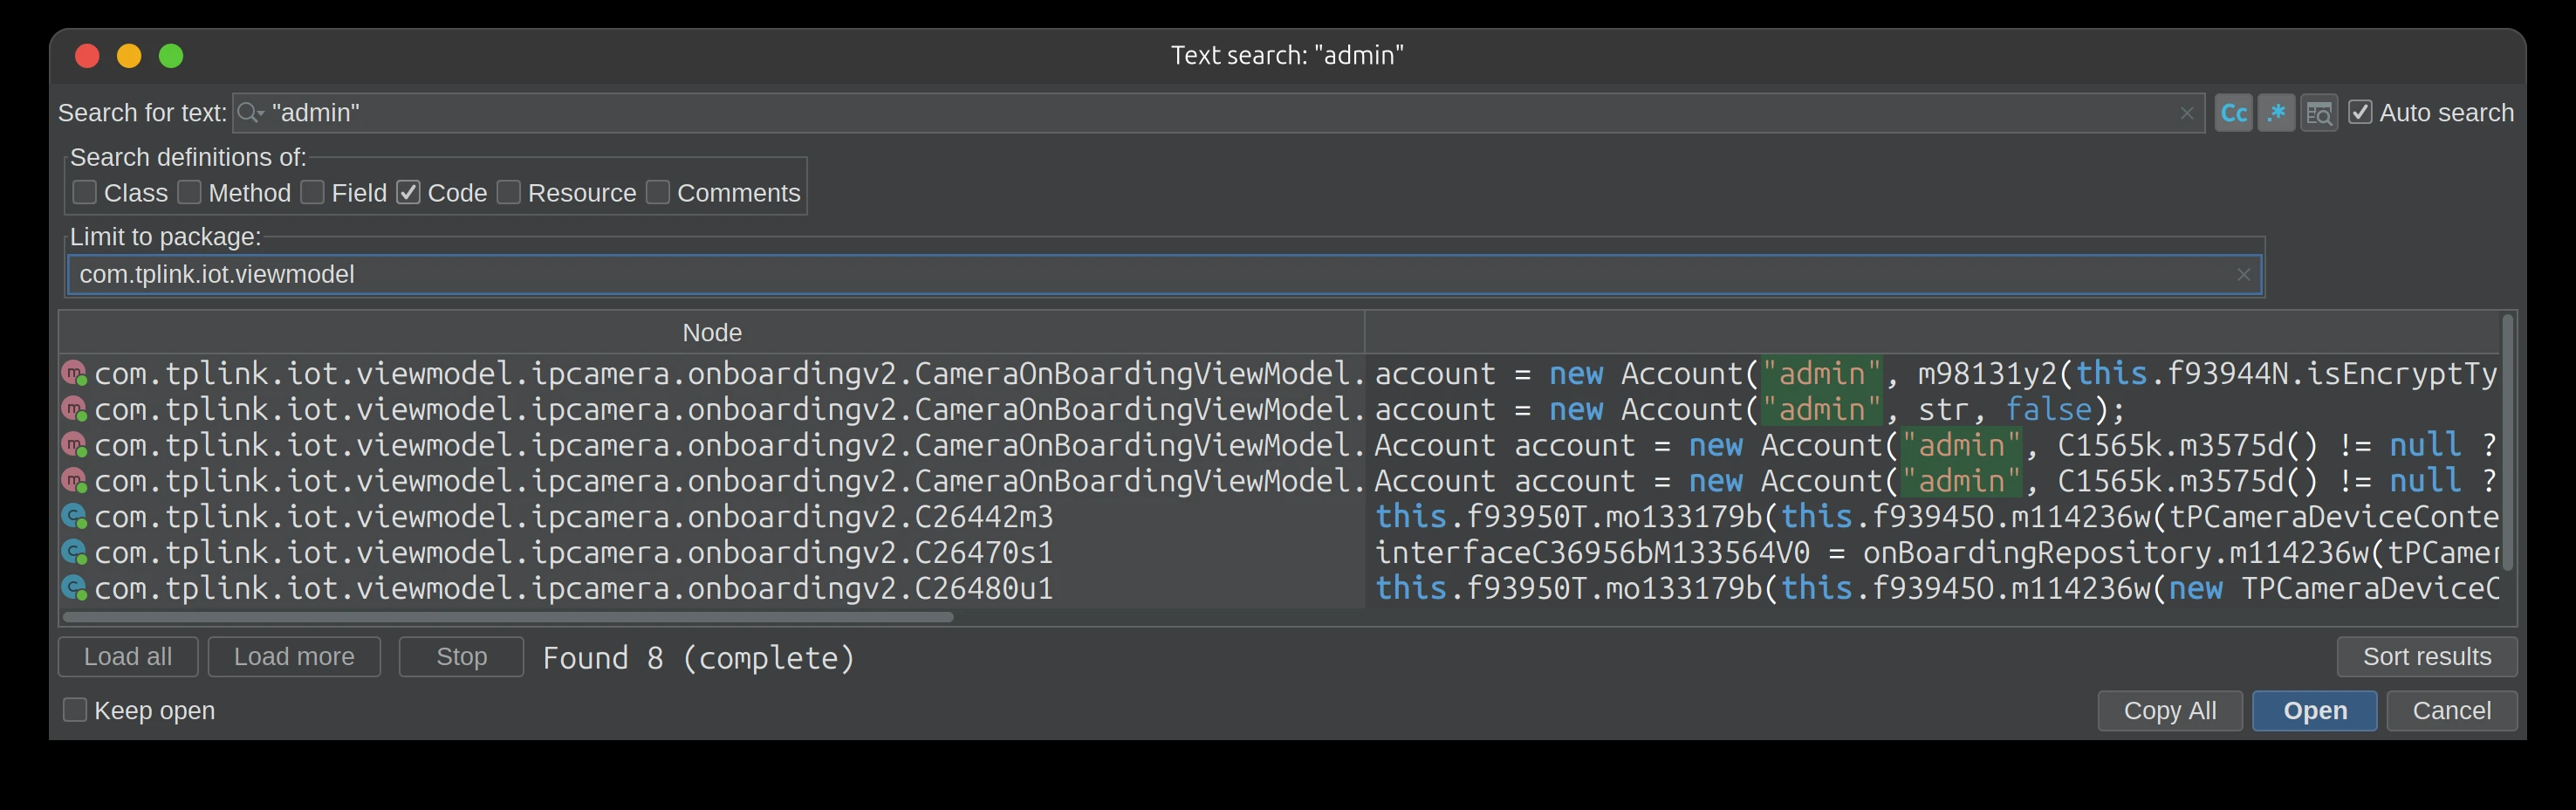 Text search: "admin"
Search for text: "admin" Cc .* Auto search
Search definitions of:
Class Method Field Code Resource Comments
Limit to package:
com.tplink.iot.viewmodel
Node
com.tplink.iot.viewmodel.ipcamera.onboardingv2.CameraOnBoardingViewModel. account = new Account("admin", m98131y2(this.f93944N.isEncryptTy
com.tplink.iot.viewmodel.ipcamera.onboardingv2.CameraOnBoardingViewModel. account = new Account("admin", str, false);
com.tplink.iot.viewmodel.ipcamera.onboardingv2.CameraOnBoardingViewModel. Account account = new Account("admin", C1565k.m3575d() != null ?
com.tplink.iot.viewmodel.ipcamera.onboardingv2.CameraOnBoardingViewModel. Account account = new Account("admin", C1565k.m3575d() != null ?
com.tplink.iot.viewmodel.ipcamera.onboardingv2.C26442m3 this.f93950T.mo133179b(this.f93945O.m114236w(tPCameraDeviceConte
com.tplink.iot.viewmodel.ipcamera.onboardingv2.C26470s1 interfaceC36956bM133564V0 = onBoardingRepository.m114236w(tPCamer
com.tplink.iot.viewmodel.ipcamera.onboardingv2.C26480u1 this.f93950T.mo133179b(this.f93945O.m114236w(new TPCameraDeviceC
Load all Load more Stop Found 8 (complete) Sort results
Keep open Copy All Open Cancel